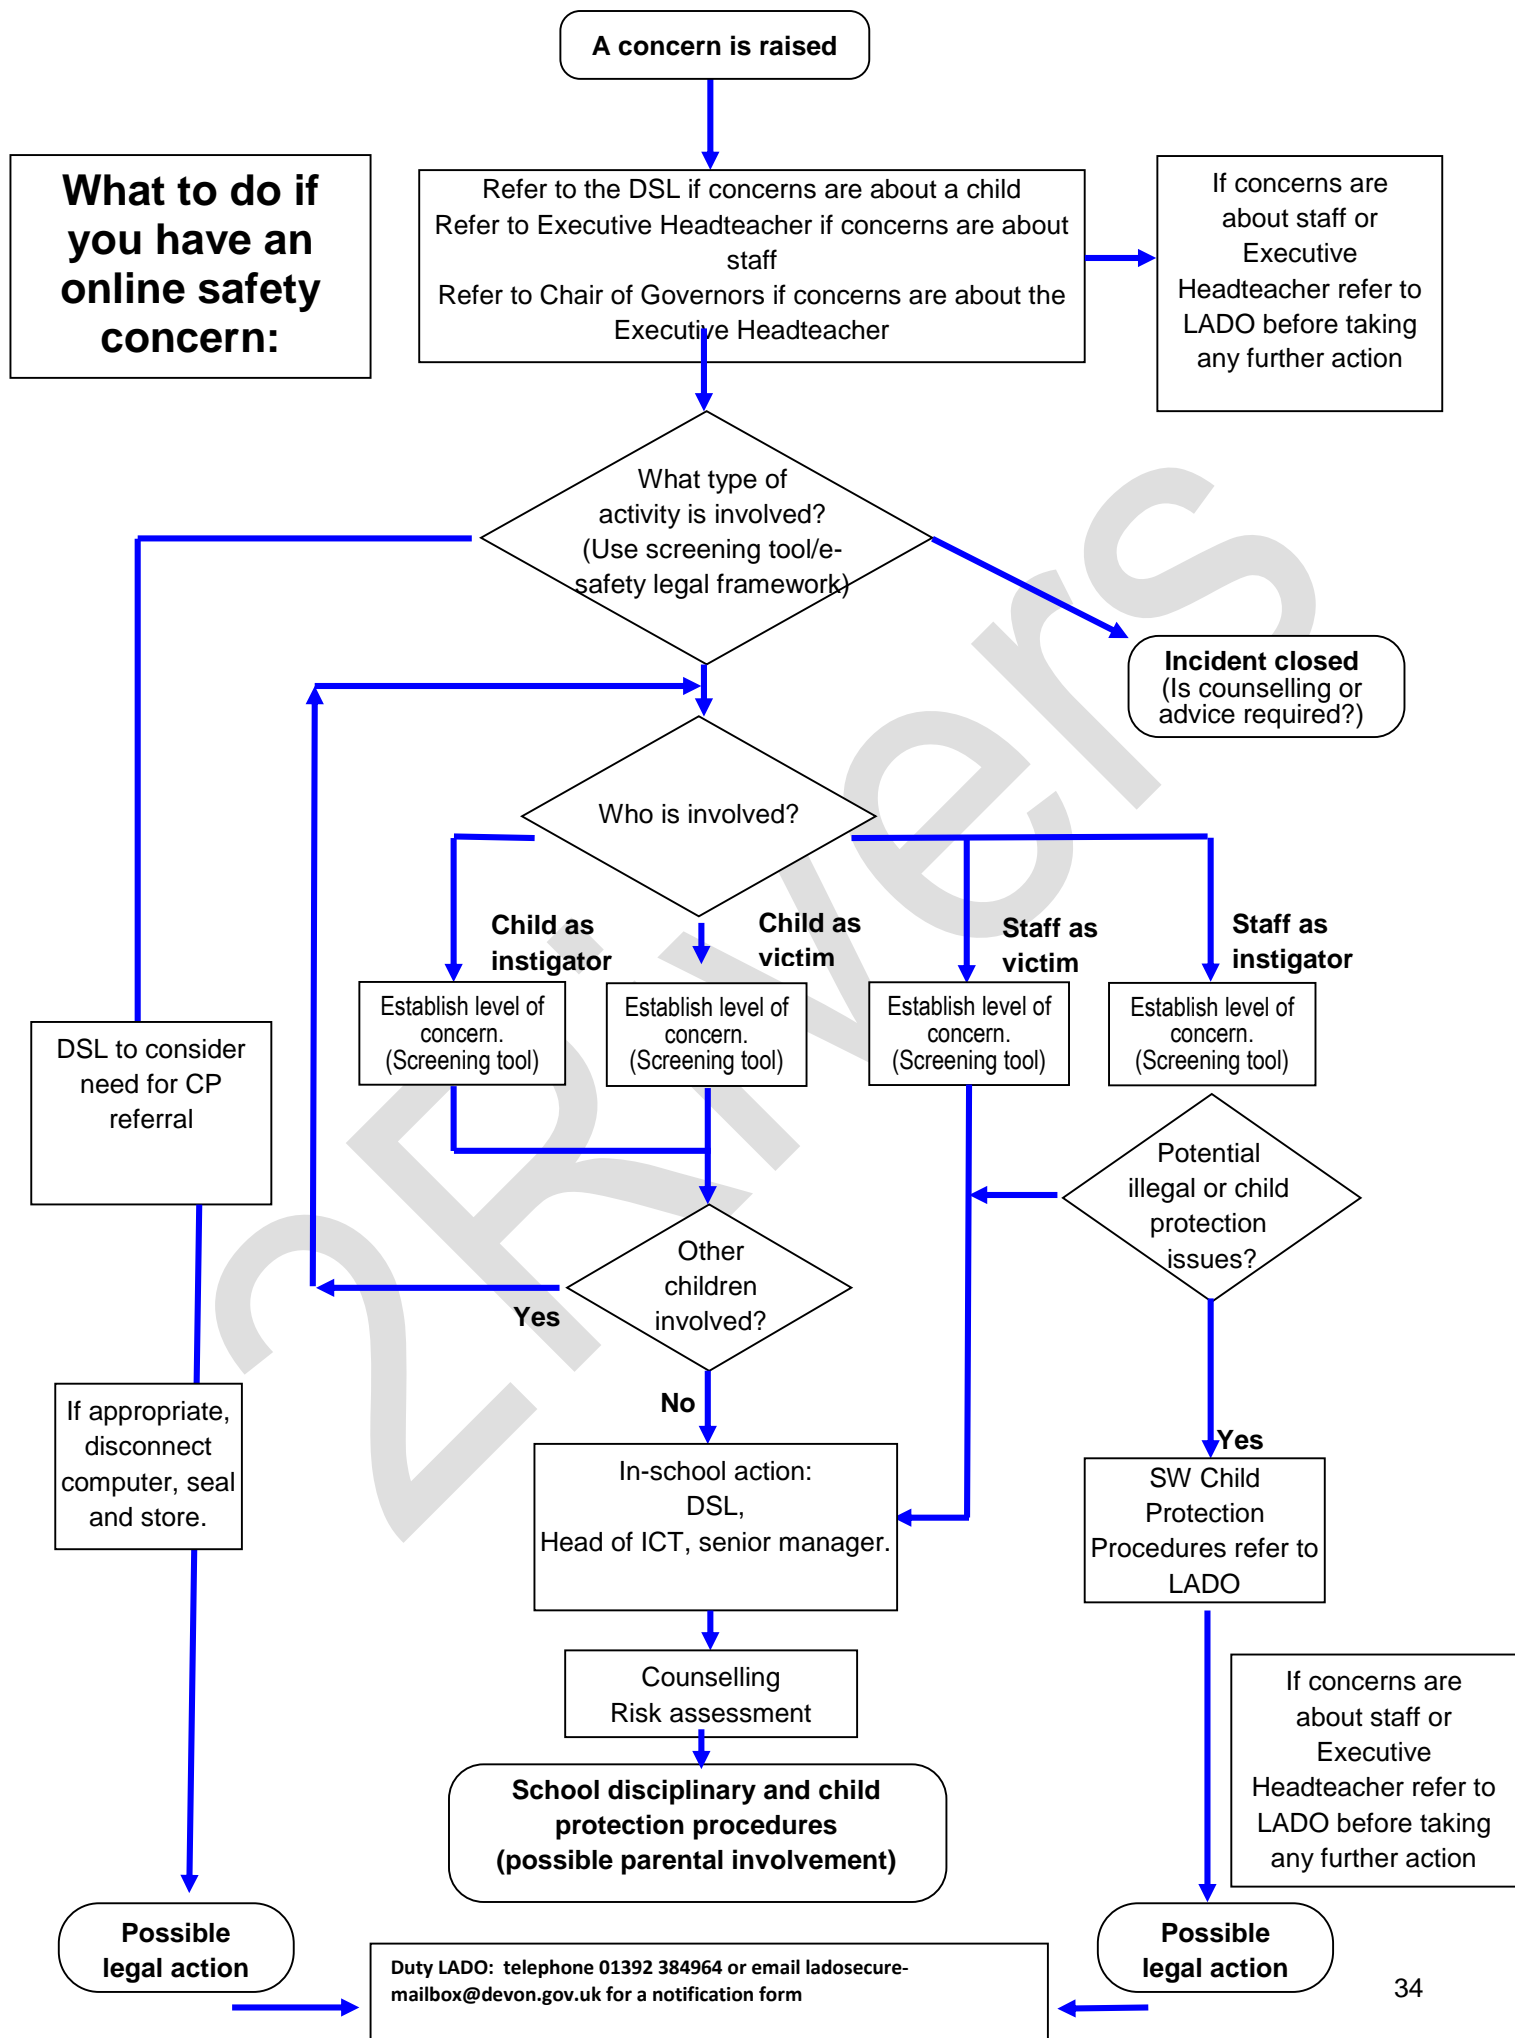 A concern is raised
What to do if
you have an
online safety
concern:
Refer to the DSL if concerns are about a child
Refer to Executive Headteacher if concerns are about
staff
Refer to Chair of Governors if concerns are about the
Executive Headteacher
If concerns are
about staff or
Executive
Headteacher refer to
LADO before taking
any further action
What type of
activity is involved?
(Use screening tool/e-
safety legal framework)
Incident closed
(Is counselling or
advice required?)
Who is involved?
Child as
instigator
Child as
victim
Staff as
victim
Staff as
instigator
Establish level of
concern.
(Screening tool)
Establish level of
concern.
(Screening tool)
Establish level of
concern.
(Screening tool)
Establish level of
concern.
(Screening tool)
DSL to consider
need for CP
referral
Potential
illegal or child
protection
issues?
Other
children
involved?
Yes
No
If appropriate,
disconnect
computer, seal
and store.
In-school action:
DSL,
Head of ICT, senior manager.
Yes
SW Child
Protection
Procedures refer to
LADO
Counselling
Risk assessment
If concerns are
about staff or
Executive
Headteacher refer to
LADO before taking
any further action
School disciplinary and child
protection procedures
(possible parental involvement)
Possible
legal action
Possible
legal action
Duty LADO: telephone 01392 384964 or email ladosecure-
mailbox@devon.gov.uk for a notification form
34
2Rivers